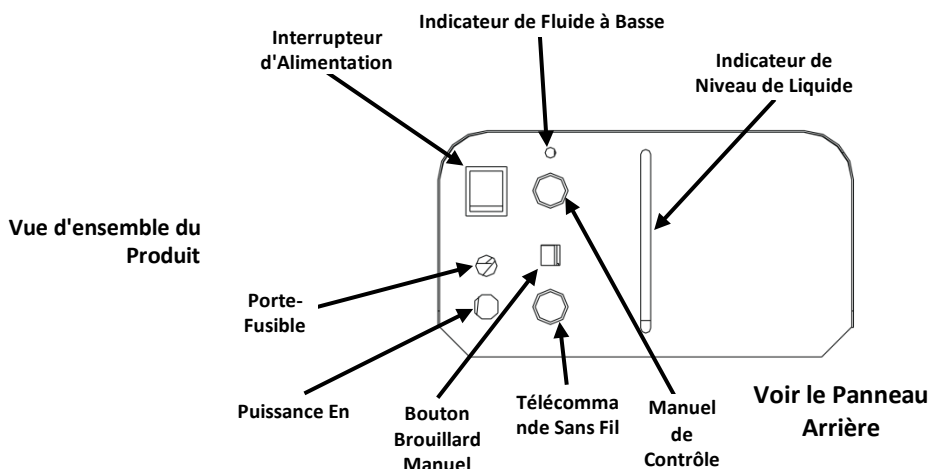 Indicateur de Fluide à Basse
Interrupteur
d'Alimentation
Indicateur de
Niveau de Liquide
Vue d'ensemble du
Produit
Porte-
Fusible
Puissance En
Bouton
Brouillard
Manuel
Télécomma
nde Sans Fil
Manuel
de
Contrôle
Voir le Panneau
Arrière